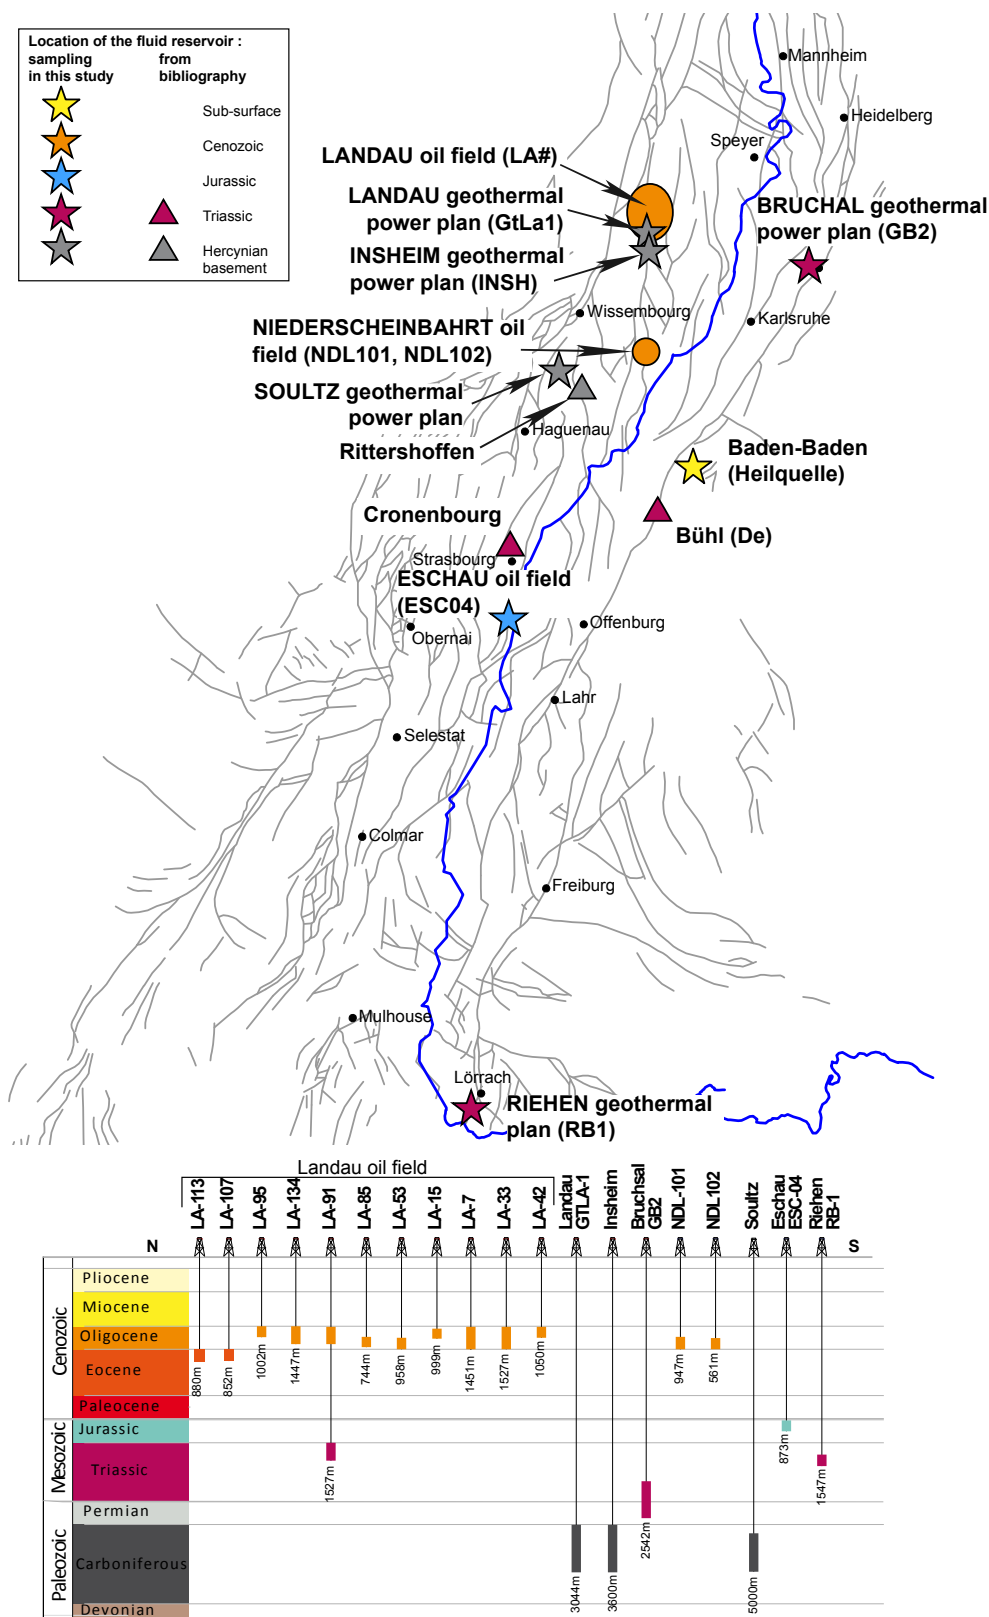 Location of the fluid reservoir :
sampling
in this study
from
bibliography
Sub-surface
Cenozoic
Jurassic
Triassic
Hercynian
basement
Mannheim
Heidelberg
Speyer
LANDAU oil field (LA#)
LANDAU geothermal
power plan (GtLa1)
BRUCHAL geothermal
power plan (GB2)
INSHEIM geothermal
power plan (INSH)
Wissembourg
Karlsruhe
NIEDERSCHEINBAHRT oil
field (NDL101, NDL102)
SOULTZ geothermal
power plan
Haguenau
Rittershoffen
Baden-Baden
(Heilquelle)
Cronenbourg
Bühl (De)
Strasbourg
ESCHAU oil field
(ESC04)
Offenburg
Obernai
Lahr
Selestat
Colmar
Freiburg
Mulhouse
Lörrach
RIEHEN geothermal
plan (RB1)
Landau oil field
LA-113
LA-107
LA-95
LA-134
LA-91
LA-85
LA-53
LA-15
LA-7
LA-33
LA-42
Landau
GTLA-1
Insheim
Bruchsal
GB2
NDL-101
NDL102
Soultz
Eschau
ESC-04
Riehen
RB-1
N
S
Cenozoic
Pliocene
Miocene
Oligocene
Eocene
Paleocene
Mesozoic
Jurassic
Triassic
Paleozoic
Permian
Carboniferous
Devonian
880m
852m
1002m
1447m
1527m
744m
958m
999m
1451m
1527m
1050m
3044m
3600m
2542m
947m
561m
5000m
873m
1547m